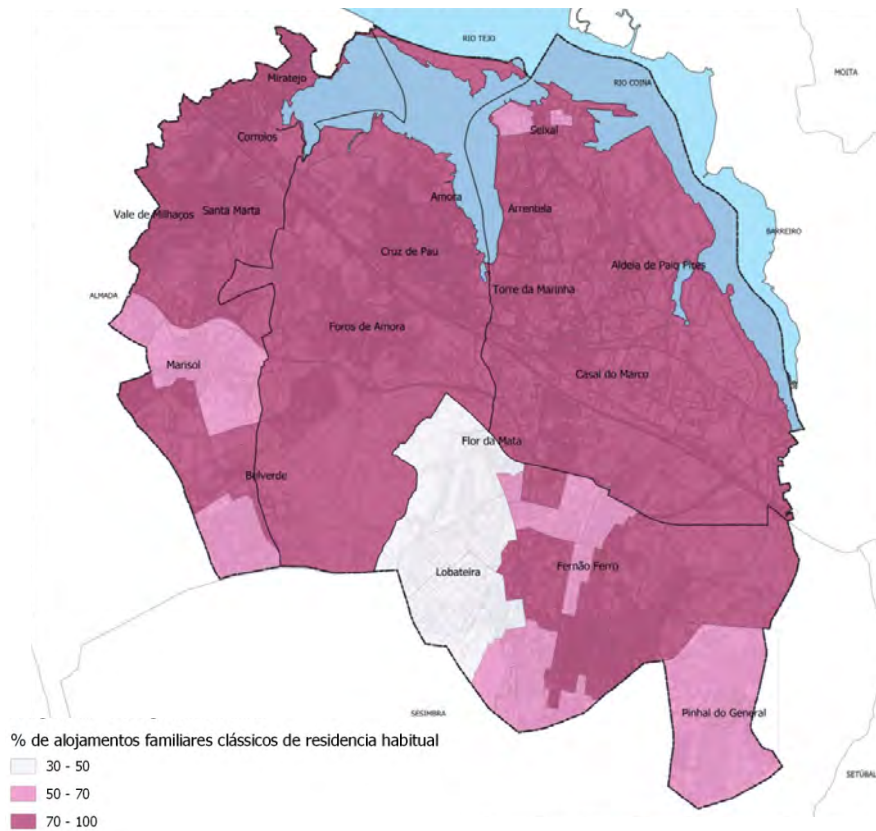 RIO TEJO
MOITA
Miratejo
RIO COINA
Corroios
Seixal
Amora
Vale de Milhaços
Santa Marta
Arrentela
BARREIRO
Cruz de Pau
Aldeia de Paio Pires
ALMADA
Torre da Marinha
Foros de Amora
Marisol
Casal do Marco
Flor da Mata
Belverde
Lobateira
Fernão Ferro
SESIMBRA
Pinhal do General
SETÚBAL
% de alojamentos familiares clássicos de residencia habitual
30 - 50
50 - 70
70 - 100